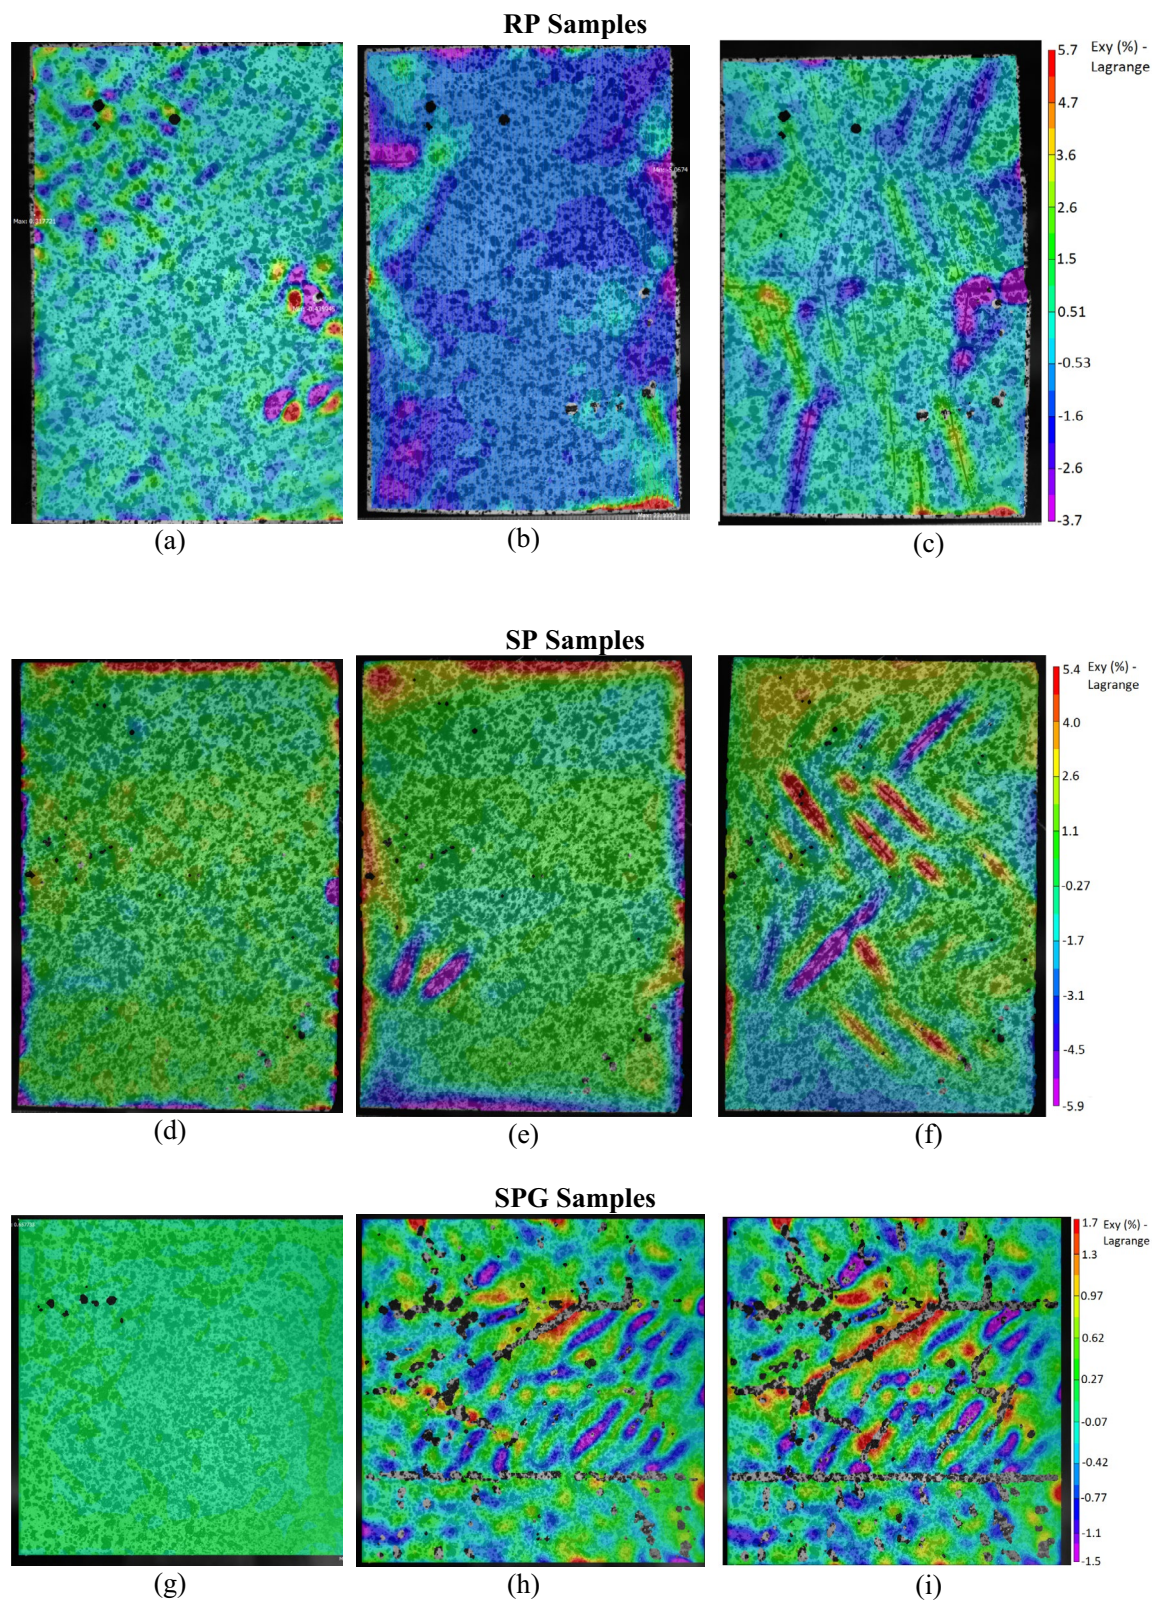 RP Samples
Exy (%) -
Lagrange
5.7
4.7
3.6
2.6
1.5
0.51
-0.53
-1.6
-2.6
-3.7
(a)
(b)
(c)
SP Samples
Exy (%) -
Lagrange
5.4
4.0
2.6
1.1
-0.27
-1.7
-3.1
-4.5
-5.9
(d)
(e)
(f)
SPG Samples
Exy (%) -
Lagrange
1.7
1.3
0.97
0.62
0.27
-0.07
-0.42
-0.77
-1.1
-1.5
(g)
(h)
(i)